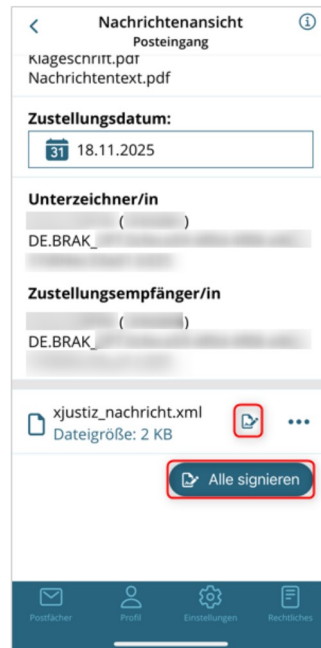 Nachrichtenansicht
Posteingang
Klageschrift.pdf
Nachrichtentext.pdf
Zustellungsdatum:
31 18.11.2025
Unterzeichner/in
( )
DE.BRAK_
Zustellungsempfänger/in
( )
DE.BRAK_
xjustiz_nachricht.xml
Dateigröße: 2 KB
Alle signieren
Postfächer Profil Einstellungen Rechtliches